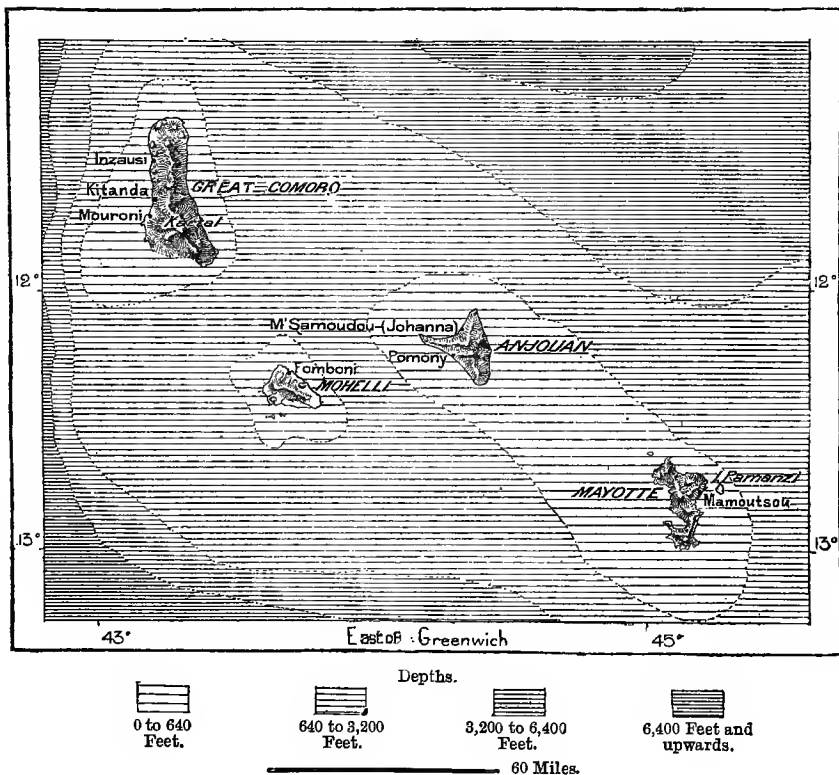 Inzausi
Kitanda
GREAT COMORO
Mouroni
12°
12°
M'Samoudou (Johanna)
ANJOUAN
Pomony
Fomboni
MOHELLI
I. Pamanzi
MAYOTTE
Mamoutsou
13°
13°
43°
East of Greenwich
45°
Depths.
0 to 640
Feet.
640 to 3,200
Feet.
3,200 to 6,400
Feet.
6,400 Feet and
upwards.
60 Miles.